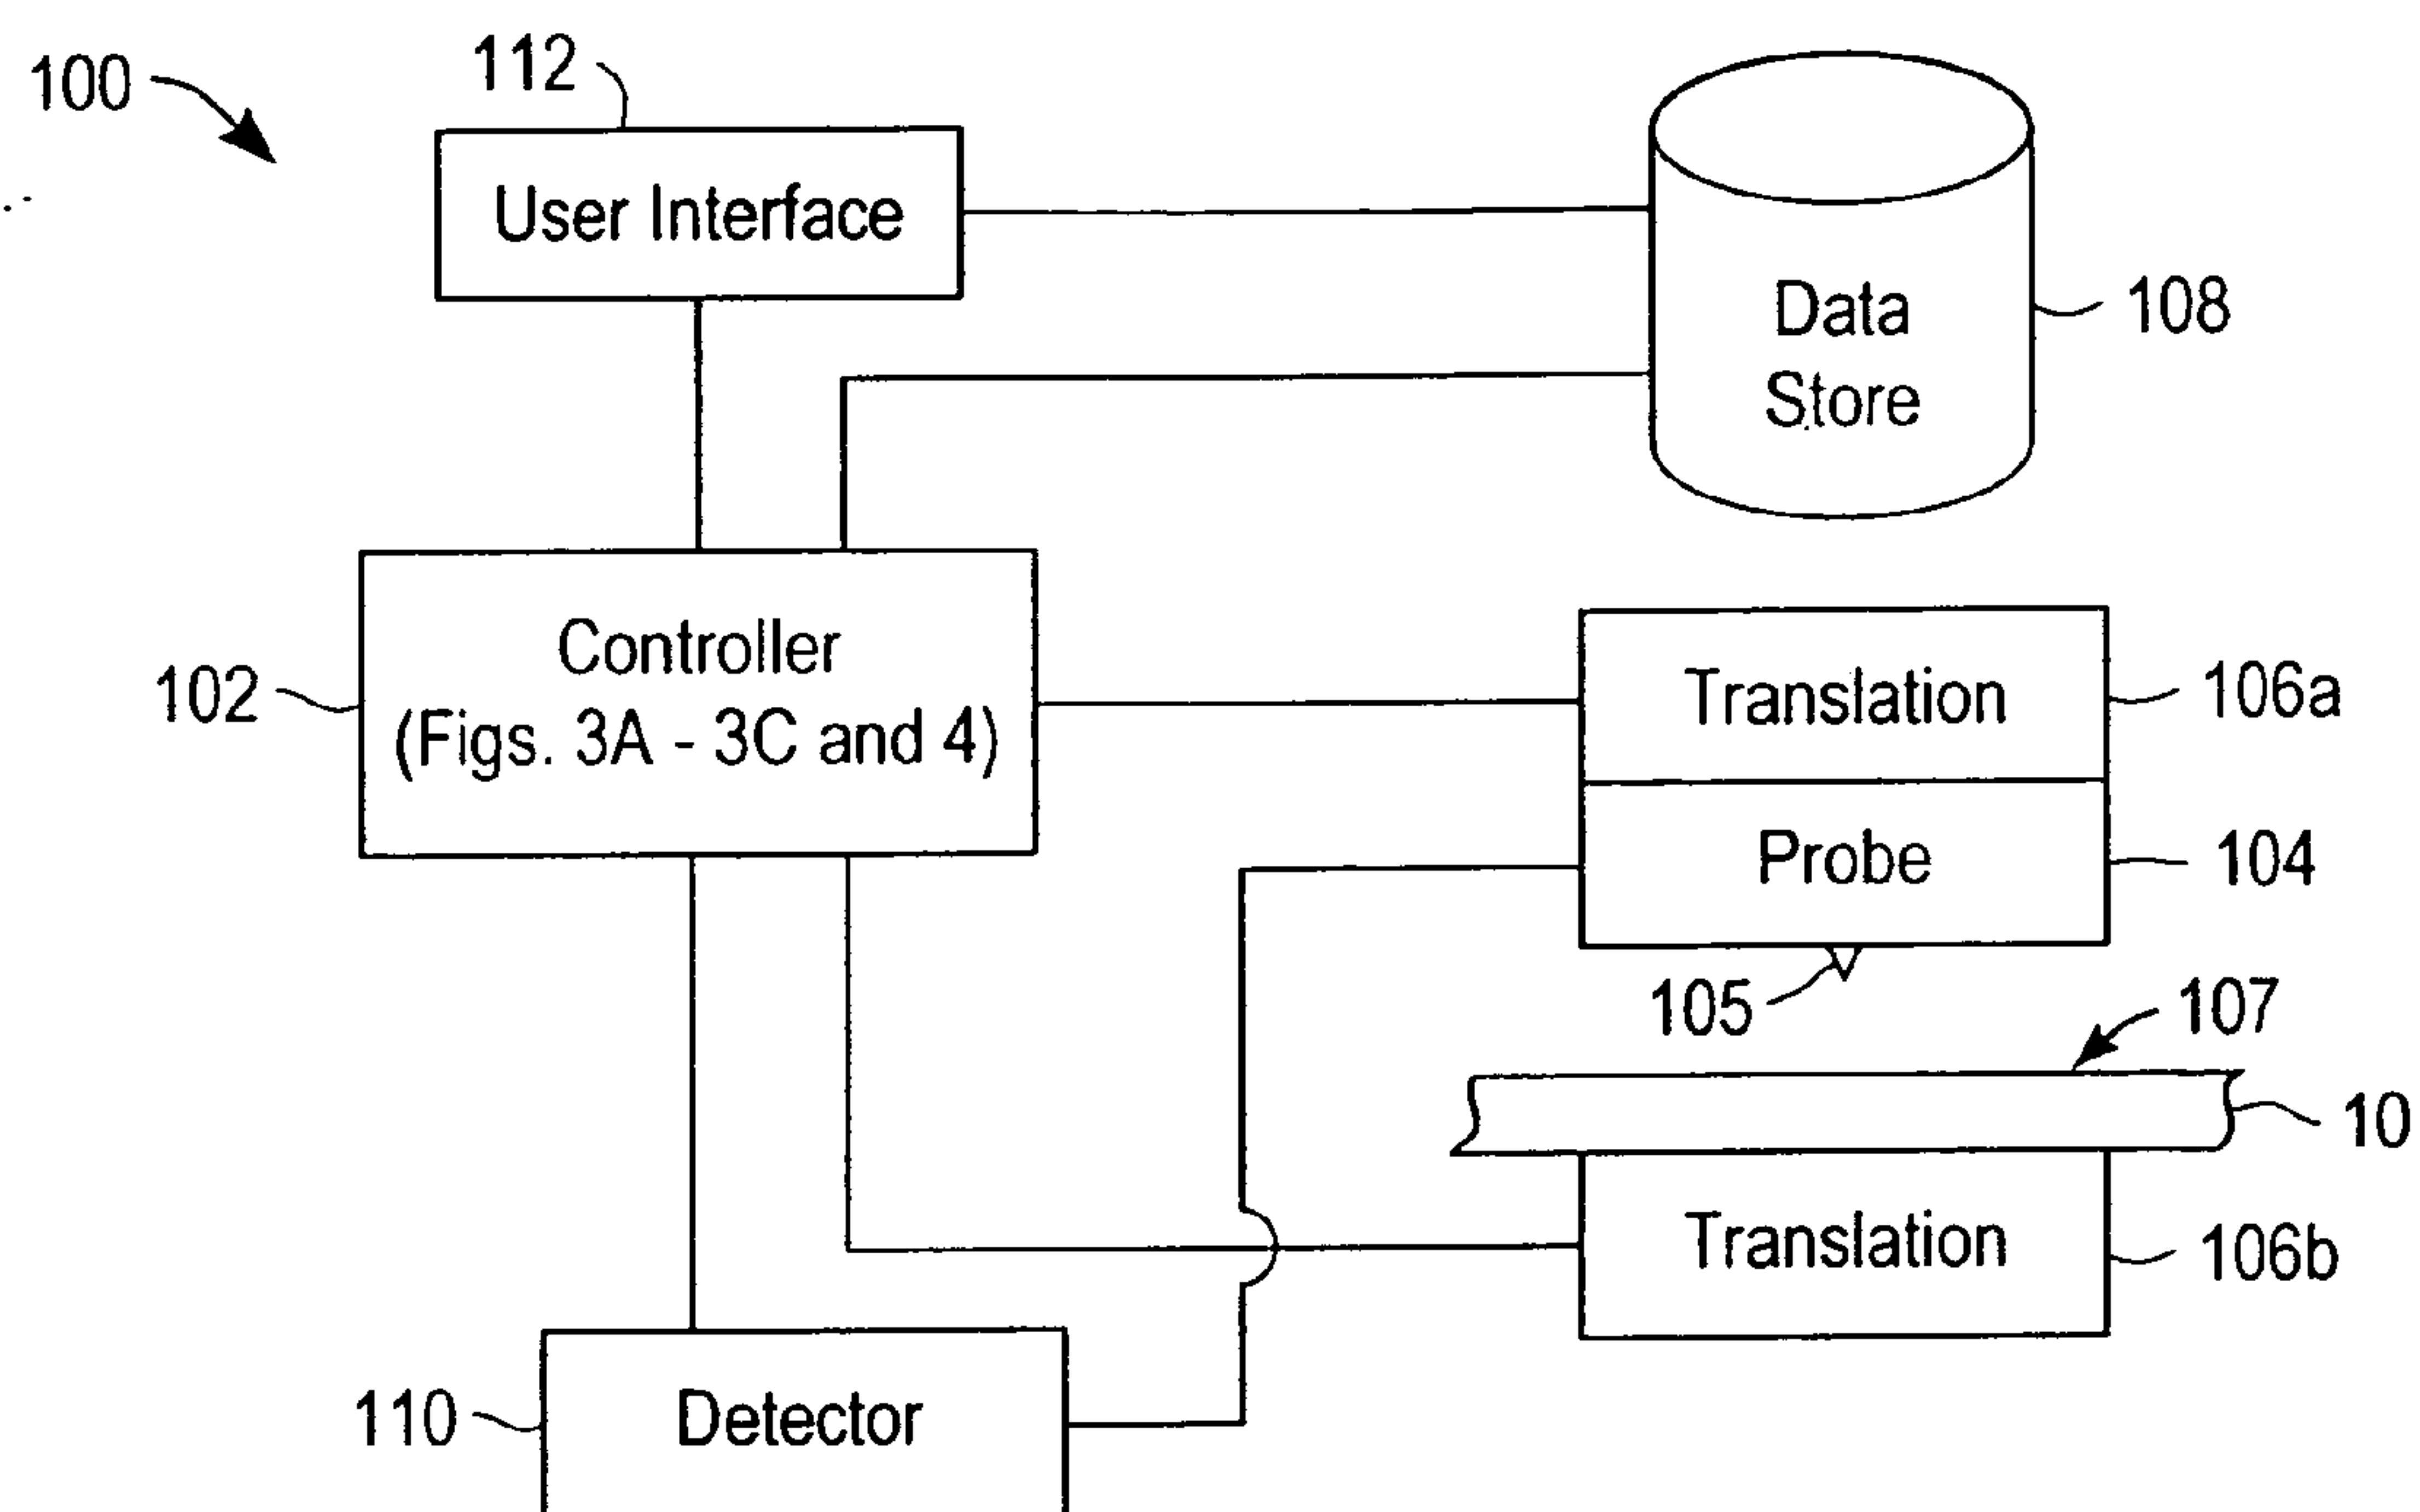 100
112
User Interface
Data
Store
108
102
Controller
(Figs. 3A - 3C and 4)
Translation
106a
Probe
104
105
107
10
Translation
106b
110
Detector